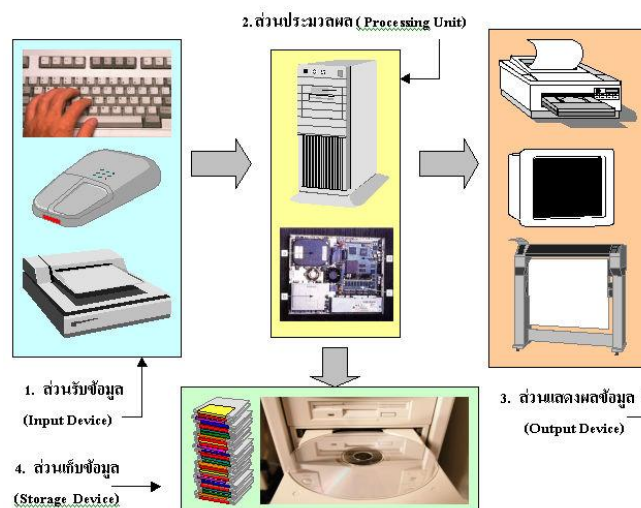 2.ส่วนประมวลผล ( Processing Unit)
1. ส่วนรับข้อมูล
(Input Device)
3. ส่วนแสดงผลข้อมูล
(Output Device)
4. ส่วนเก็บข้อมูล
(Storage Device)